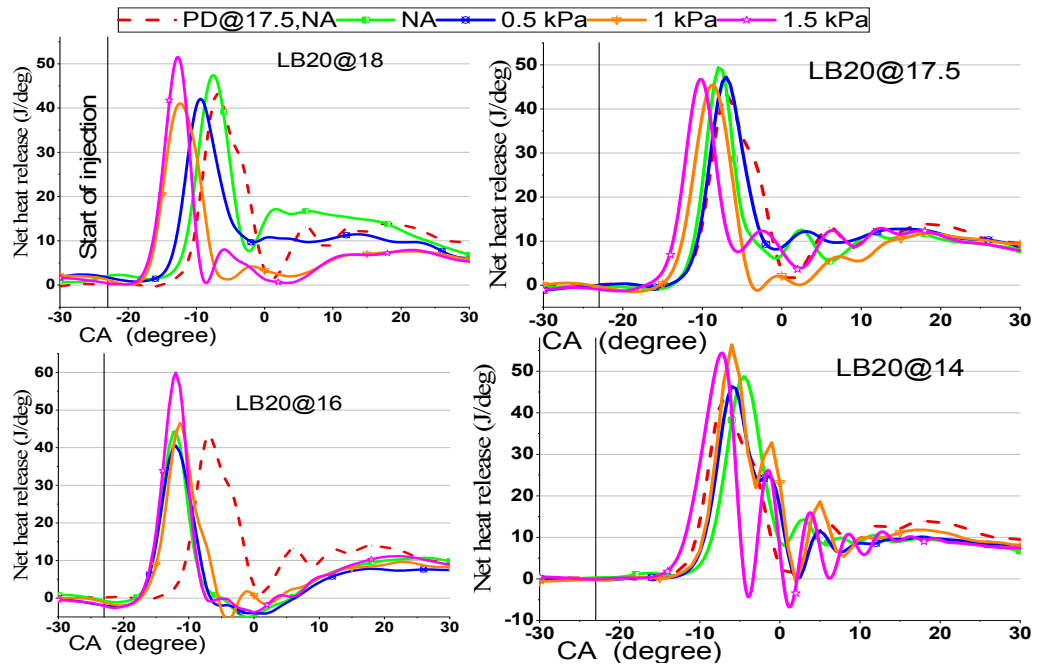 PD@17.5,NA NA 0.5 kPa 1 kPa 1.5 kPa
LB20@18
Net heat release (J/deg)
Start of injection
50
40
30
20
10
0
-30 -20 -10 0 10 20 30
CA (degree)
LB20@17.5
Net heat release (J/deg)
50
40
30
20
10
0
-30 -20 -10 0 10 20 30
CA (degree)
LB20@16
Net heat release (J/deg)
60
50
40
30
20
10
0
-30 -20 -10 0 10 20 30
CA (degree)
LB20@14
Net heat release (J/deg)
50
40
30
20
10
0
-10
-30 -20 -10 0 10 20 30
CA (degree)